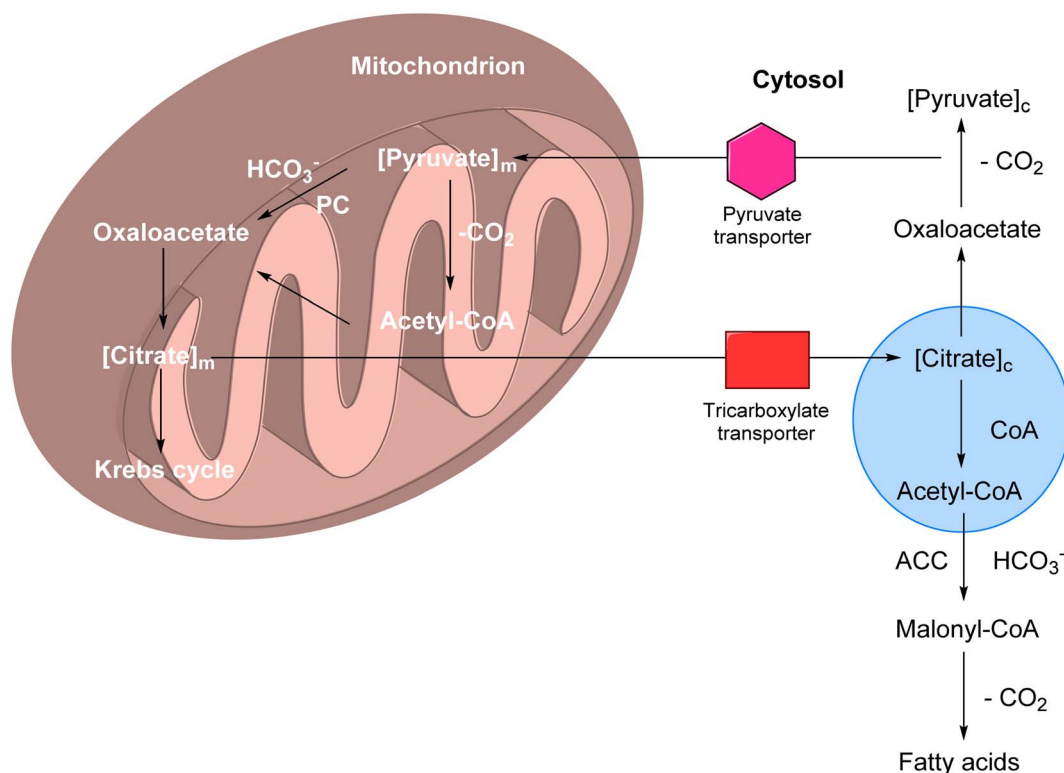 Mitochondrion
Cytosol
[Pyruvate]c
HCO3-
[Pyruvate]m
- CO2
PC
Pyruvate
transporter
Oxaloacetate
-CO2
Oxaloacetate
Acetyl-CoA
[Citrate]m
[Citrate]c
Tricarboxylate
transporter
CoA
Krebs cycle
Acetyl-CoA
ACC
HCO3-
Malonyl-CoA
- CO2
Fatty acids